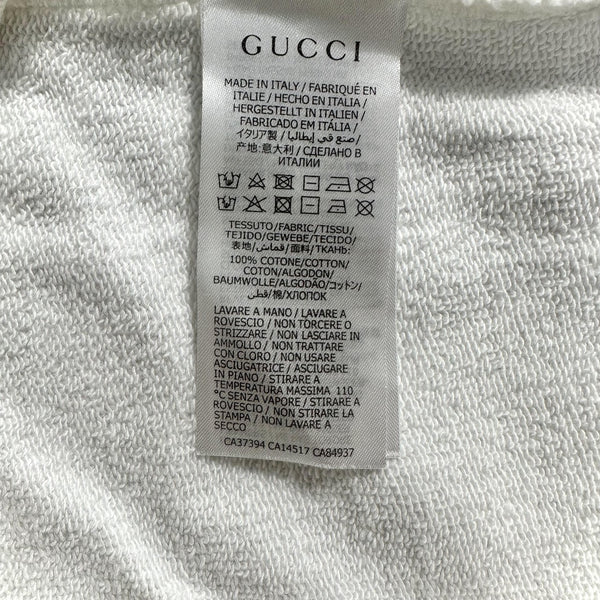 GUCCI
MADE IN ITALY / FABRIQUÉ EN
ITALIE / HECHO EN ITALIA /
HERGESTELLT IN ITALIEN /
FABRICADO EM ITÁLIA /
イタリア製 / صنع في إيطاليا /
产地:意大利 / СДЕЛАНО В
ИТАЛИИ
TESSUTO/FABRIC/TISSU/
TEJIDO/GEWEBE/TECIDO/
表地/قماش/面料/ТКАНЬ:
100% COTONE/COTTON/
COTON/ALGODON/
BAUMWOLLE/ALGODÃO/コットン/
قطن/棉/ХЛОПОК
LAVARE A MANO / LAVARE A
ROVESCIO / NON TORCERE O
STRIZZARE / NON LASCIARE IN
AMMOLLO / NON TRATTARE
CON CLORO / NON USARE
ASCIUGATRICE / ASCIUGARE
IN PIANO / STIRARE A
TEMPERATURA MASSIMA 110
°C SENZA VAPORE / STIRARE A
ROVESCIO / NON STIRARE LA
STAMPA / NON LAVARE A
SECCO
CA37394 CA14517 CA84937